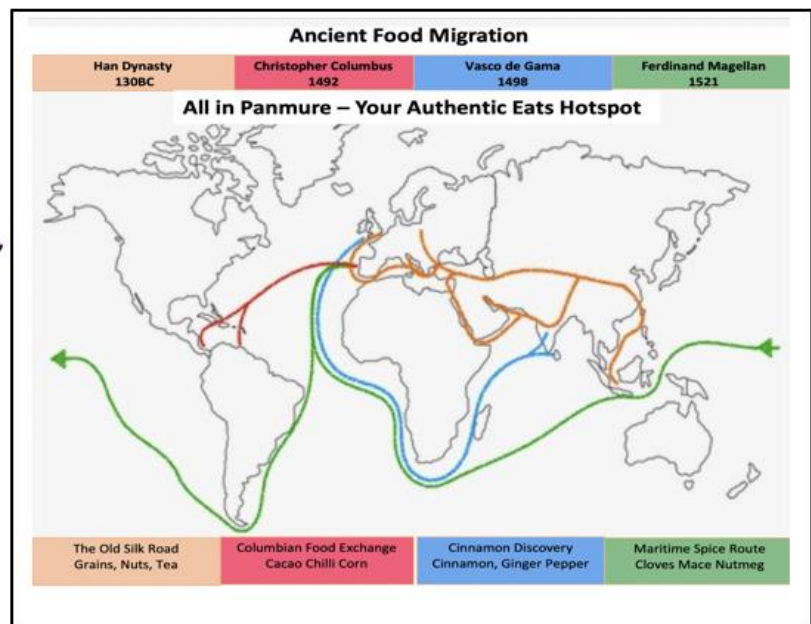 Ancient Food Migration
Han Dynasty
130BC
Christopher Columbus
1492
Vasco de Gama
1498
Ferdinand Magellan
1521
All in Panmure – Your Authentic Eats Hotspot
The Old Silk Road
Grains, Nuts, Tea
Columbian Food Exchange
Cacao Chilli Corn
Cinnamon Discovery
Cinnamon, Ginger Pepper
Maritime Spice Route
Cloves Mace Nutmeg